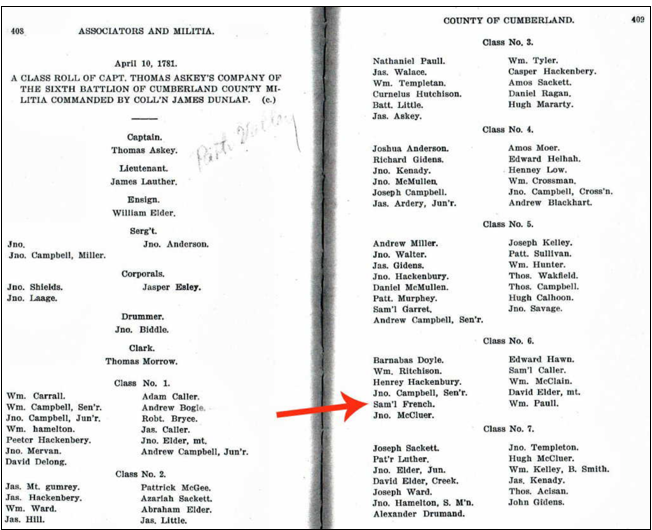 408 ASSOCIATORS AND MILITIA.
April 10, 1781.
A CLASS ROLL OF CAPT. THOMAS ASKEY'S COMPANY OF
THE SIXTH BATTLION OF CUMBERLAND COUNTY MI-
LITIA COMMANDED BY COLL'N JAMES DUNLAP. (c.)
Captain.
Thomas Askey.
Lieutenant.
James Lauther.
Ensign.
William Elder.
Serg't.
Jno. Jno. Anderson.
Jno. Campbell, Miller.
Corporals.
Jno. Shields. Jasper Esley.
Jno. Laage.
Drummer.
Jno. Biddle.
Clark.
Thomas Morrow.
Class No. 1.
Wm. Carrall. Adam Caller.
Wm. Campbell, Sen'r. Andrew Bogle.
Jno. Campbell, Jun'r. Robt. Bryce.
Wm. hamelton. Jas. Caller.
Peeter Hackenbery. Jno. Elder, mt.
Jno. Mervan. Andrew Campbell, Jun'r.
David Delong.
Class No. 2.
Jas. Mt. gumrey. Pattrick McGee.
Jas. Hackenbery. Azariah Sackett.
Wm. Ward. Abraham Elder.
Jas. Hill. Jas. Little.
COUNTY OF CUMBERLAND. 409
Class No. 3.
Nathaniel Paull. Wm. Tyler.
Jas. Walace. Casper Hackenbery.
Wm. Templetan. Amos Sackett.
Curnelus Hutchison. Daniel Ragan.
Batt. Little. Hugh Mararty.
Jas. Askey.
Class No. 4.
Joshua Anderson. Amos Moer.
Richard Gidens. Edward Helhah.
Jno. Kenady. Henney Low.
Jno. McMullen. Wm. Crossman.
Joseph Campbell. Jno. Campbell, Cross'n.
Jas. Ardery, Jun'r. Andrew Blackhart.
Class No. 5.
Andrew Miller. Joseph Kelley.
Jno. Walter. Patt. Sullivan.
Jas. Gidens. Wm. Hunter.
Jno. Hackenbury. Thos. Wakfield.
Daniel McMullen. Thos. Campbell.
Patt. Murphey. Hugh Calhoon.
Sam'l Garret. Jno. Savage.
Andrew Campbell, Sen'r.
Class No. 6.
Barnabas Doyle. Edward Hawn.
Wm. Ritchison. Sam'l Caller.
Henrey Hackenbury. Wm. McClain.
Jno. Campbell, Sen'r. David Elder, mt.
Sam'l French. Wm. Paull.
Jno. McCluer.
Class No. 7.
Joseph Sackett. Jno. Templeton.
Pat'r Luther. Hugh McCluer.
Jno. Elder, Jun. Wm. Kelley, B. Smith.
David Elder, Creek. Jas. Kenady.
Joseph Ward. Thos. Acisan.
Jno. Hamelton, S. M'n. John Gidens.
Alexander Drumand.